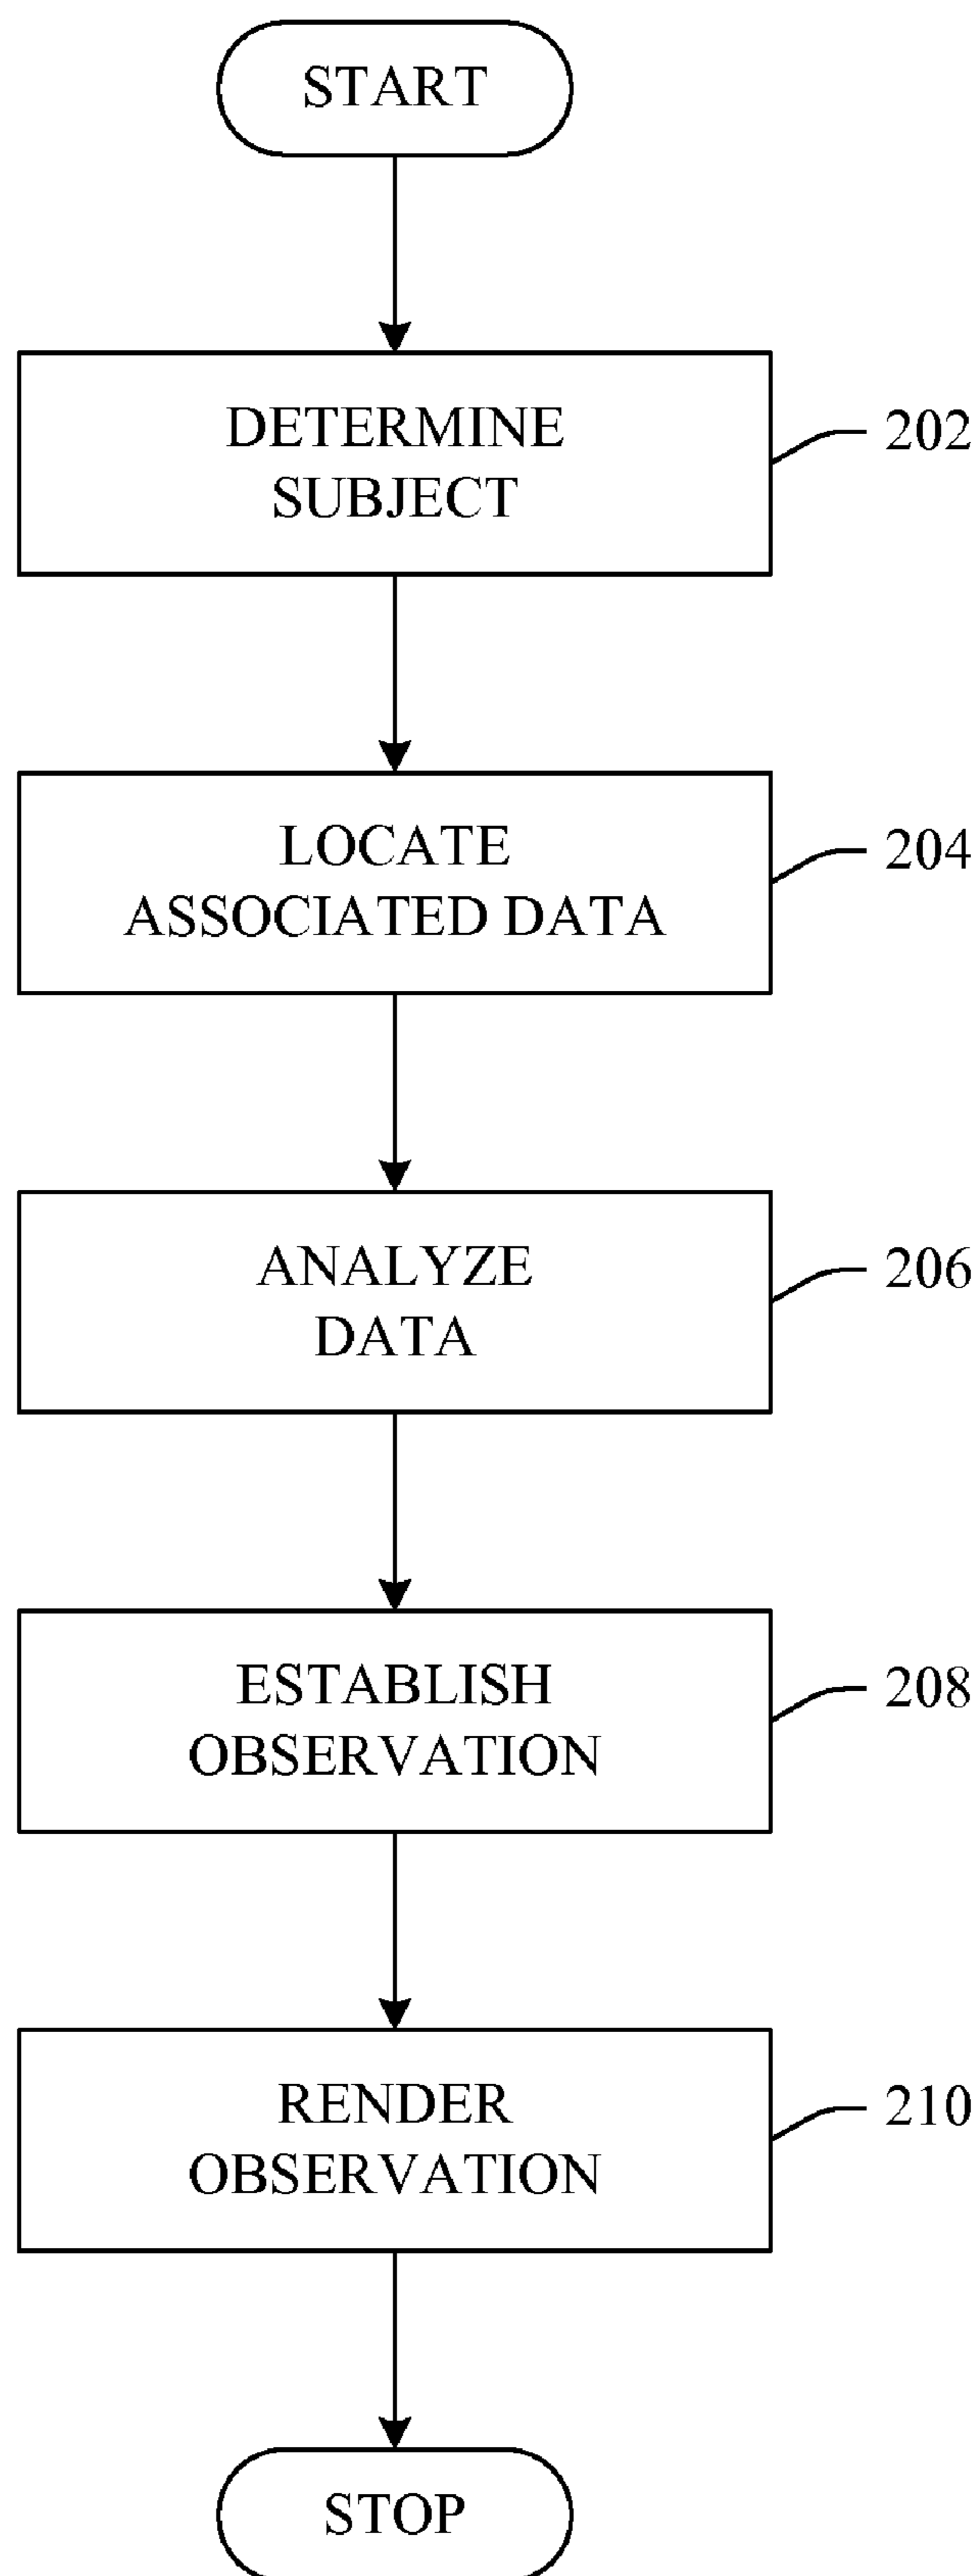 START
DETERMINE
SUBJECT
202
LOCATE
ASSOCIATED DATA
204
ANALYZE
DATA
206
ESTABLISH
OBSERVATION
208
RENDER
OBSERVATION
210
STOP